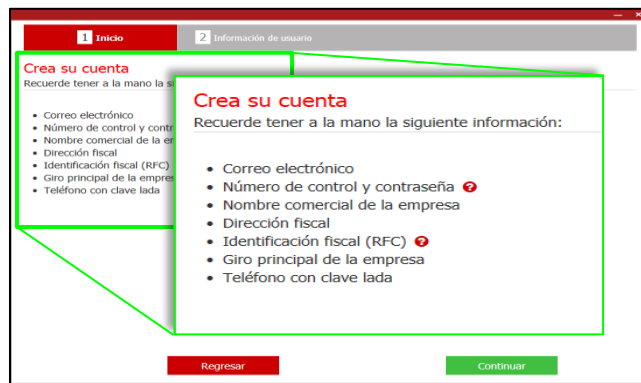 1 Inicio
2 Información de usuario
Crea su cuenta
Recuerde tener a la mano la s
• Correo electrónico
• Número de control y contr
• Nombre comercial de la em
• Dirección fiscal
• Identificación fiscal (RFC)
• Giro principal de la empres
• Teléfono con clave lada
Crea su cuenta
Recuerde tener a la mano la siguiente información:
• Correo electrónico
• Número de control y contraseña ?
• Nombre comercial de la empresa
• Dirección fiscal
• Identificación fiscal (RFC) ?
• Giro principal de la empresa
• Teléfono con clave lada
Regresar
Continuar